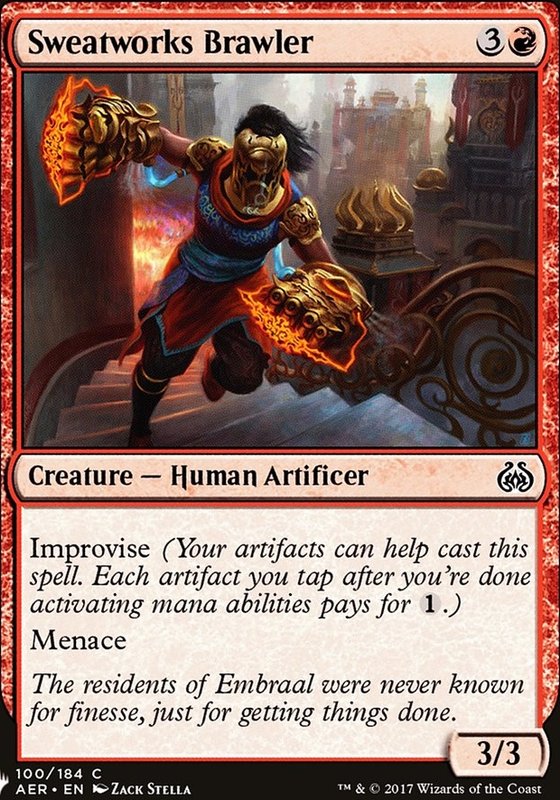 Sweatworks Brawler 3
Creature — Human Artificer
Improvise (Your artifacts can help cast this
spell. Each artifact you tap after you're done
activating mana abilities pays for 1.)
Menace
The residents of Embraal were never known
for finesse, just for getting things done.
3/3
100/184 C
AER • EN Zack Stella
™ & © 2017 Wizards of the Coast